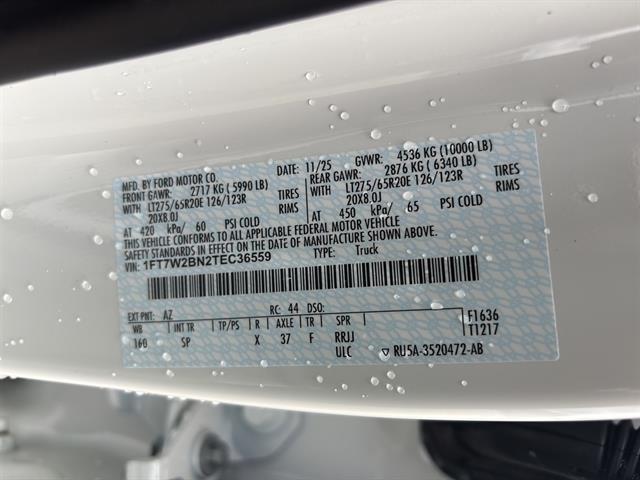 MFD. BY FORD MOTOR CO. DATE: 11/25 GVWR: 4536 KG (10000 LB)
FRONT GAWR: 2717 KG ( 5990 LB) REAR GAWR: 2876 KG ( 6340 LB)
WITH LT275/65R20E 126/123R TIRES WITH LT275/65R20E 126/123R TIRES
20X8.0J RIMS 20X8.0J RIMS
AT 420 kPa/ 60 PSI COLD AT 450 kPa/ 65 PSI COLD
THIS VEHICLE CONFORMS TO ALL APPLICABLE FEDERAL MOTOR VEHICLE
SAFETY STANDARDS IN EFFECT ON THE DATE OF MANUFACTURE SHOWN ABOVE.
VIN: 1FT7W2BN2TEC36559 TYPE: Truck
EXT PNT: AZ RC: 44 DSO: F1636
WB INT TR TP/PS R AXLE TR SPR T1217
160 SP X 37 F RRJJ
ULC ▽ RU5A-3520472-AB